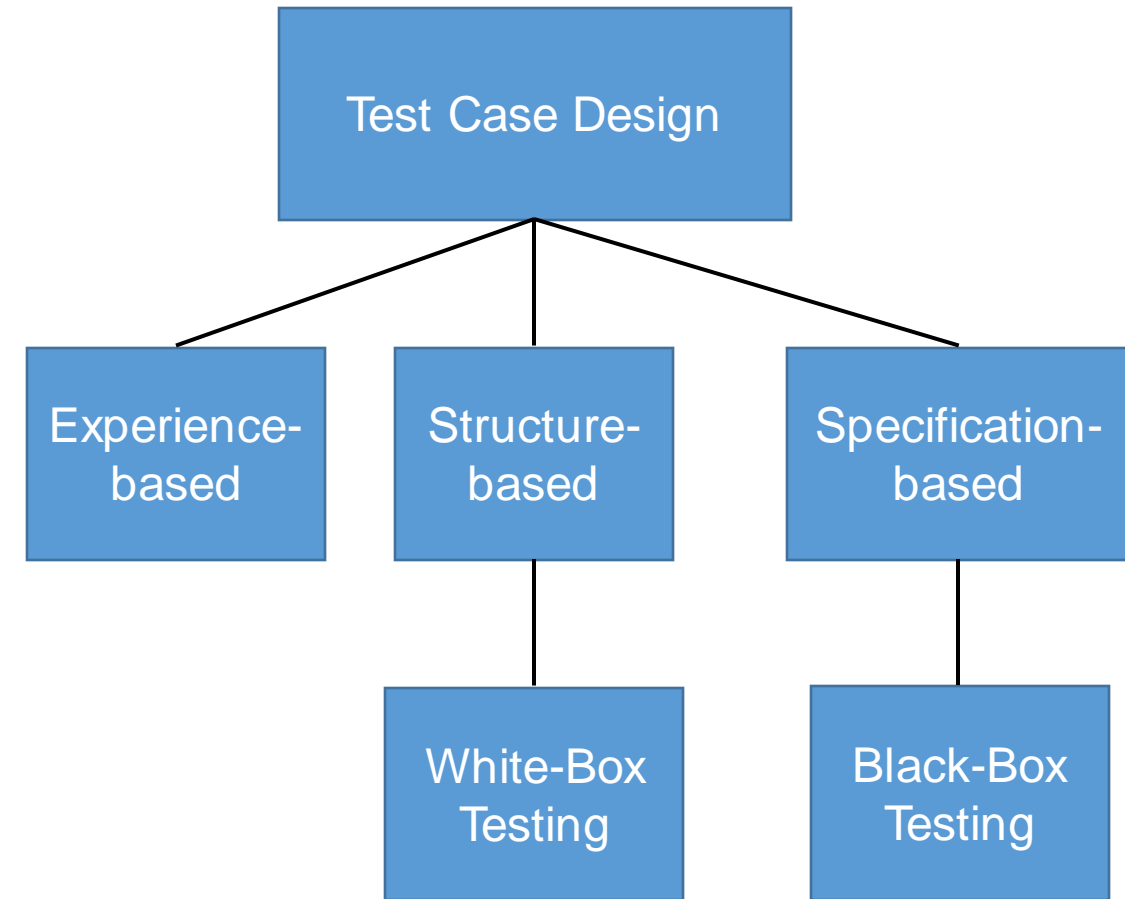 Test Case Design
Experience-
based
Structure-
based
Specification-
based
White-Box
Testing
Black-Box
Testing